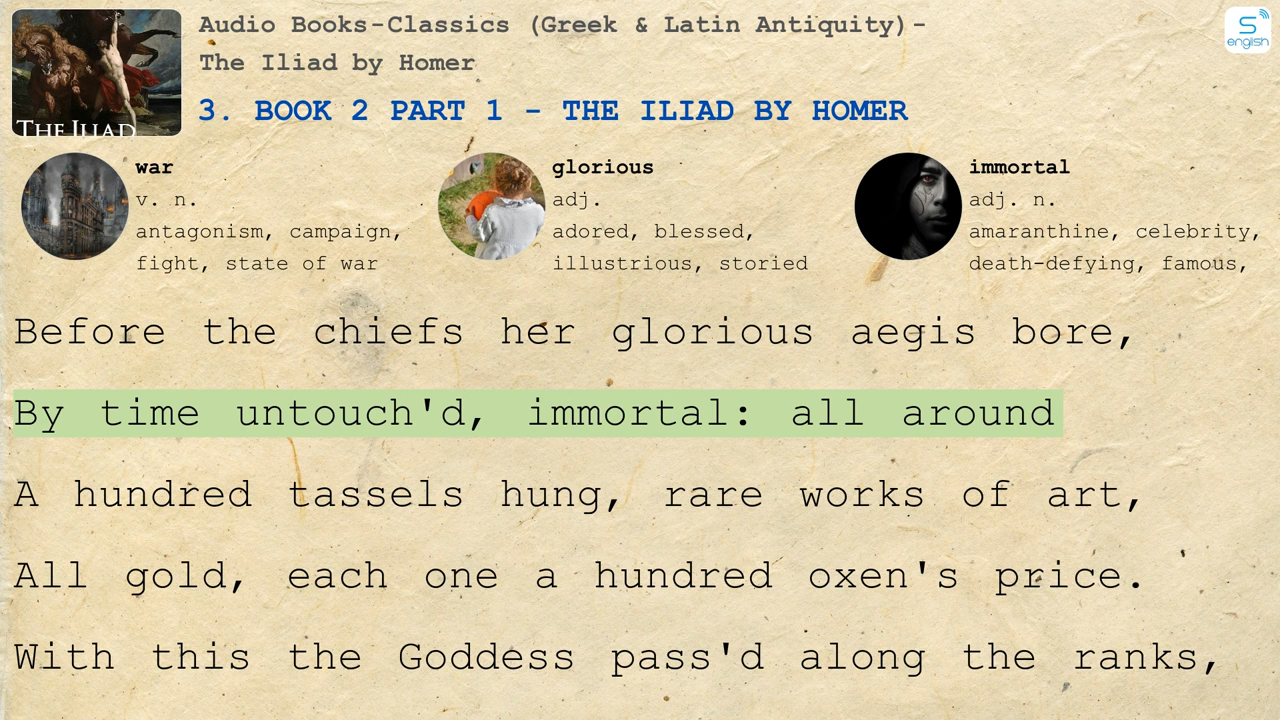 Audio Books-Classics (Greek & Latin Antiquity)-
The Iliad by Homer
3. BOOK 2 PART 1 - THE ILIAD BY HOMER
THE ILIAD
S
english
war
v. n.
antagonism, campaign,
fight, state of war
glorious
adj.
adored, blessed,
illustrious, storied
immortal
adj. n.
amaranthine, celebrity,
death-defying, famous,
Before the chiefs her glorious aegis bore,
By time untouch'd, immortal: all around
A hundred tassels hung, rare works of art,
All gold, each one a hundred oxen's price.
With this the Goddess pass'd along the ranks,